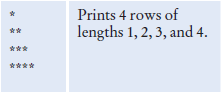 *
**
***
****
Prints 4 rows of
lengths 1, 2, 3, and 4.